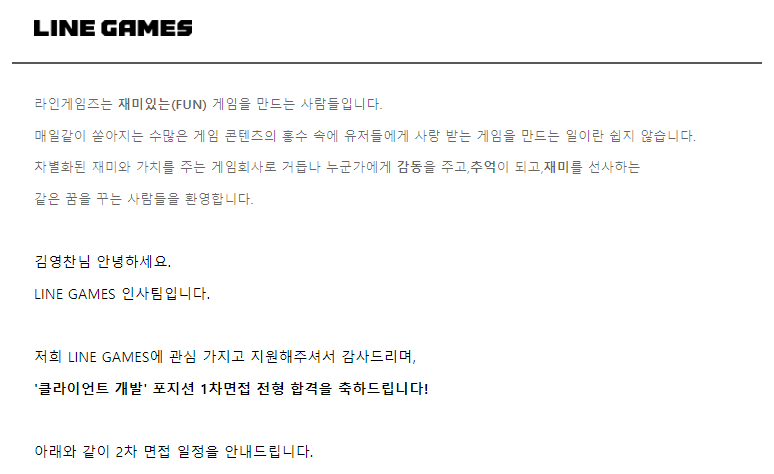 LINE GAMES
라인게임즈는 재미있는(FUN) 게임을 만드는 사람들입니다.
매일같이 쏟아지는 수많은 게임 콘텐츠의 홍수 속에 유저들에게 사랑 받는 게임을 만드는 일이란 쉽지 않습니다.
차별화된 재미와 가치를 주는 게임회사로 거듭나 누군가에게 감동을 주고,추억이 되고,재미를 선사하는
같은 꿈을 꾸는 사람들을 환영합니다.
김영찬님 안녕하세요.
LINE GAMES 인사팀입니다.
저희 LINE GAMES에 관심 가지고 지원해주셔서 감사드리며,
'클라이언트 개발' 포지션 1차면접 전형 합격을 축하드립니다!
아래와 같이 2차 면접 일정을 안내드립니다.